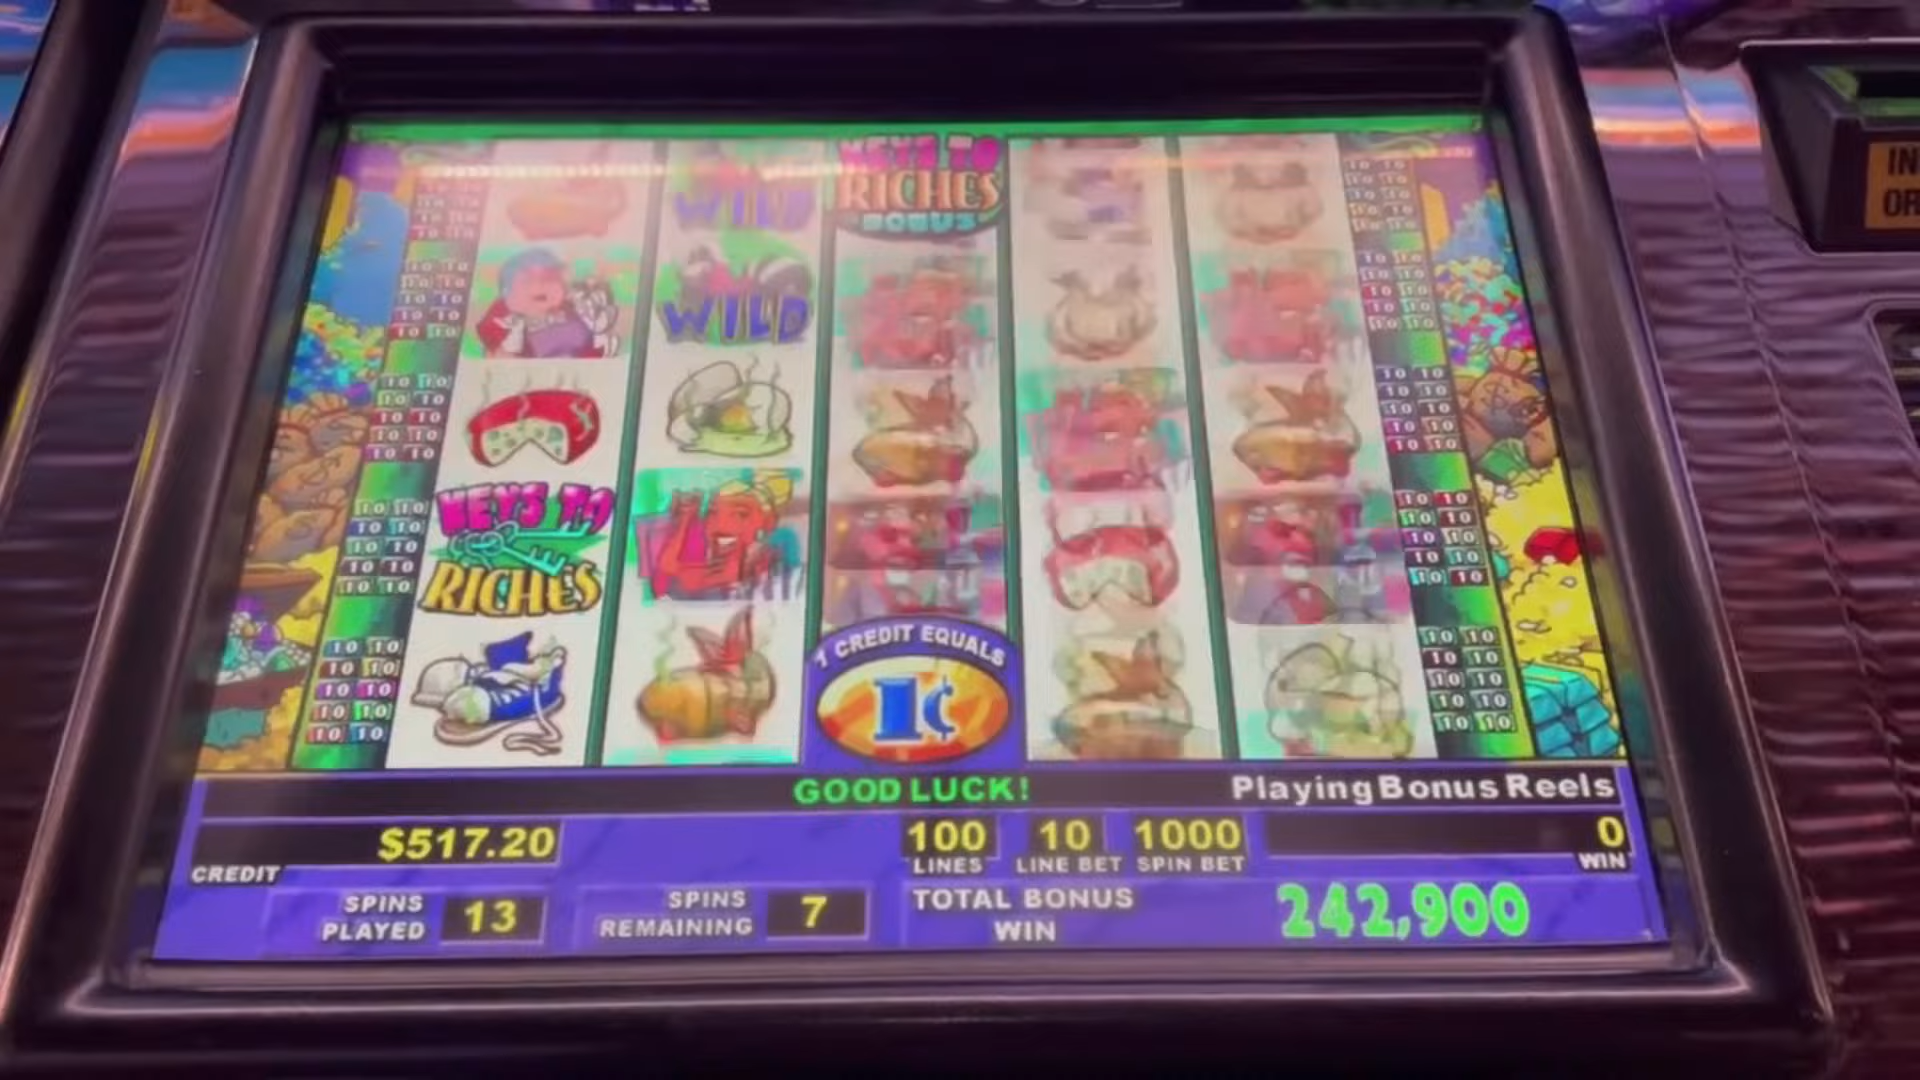 KEYS TO
RICHES
BONUS
WILD
WILD
KEYS TO
RICHES
1 CREDIT EQUALS
1¢
GOOD LUCK!
Playing Bonus Reels
$517.20
CREDIT
100
LINES
10
LINE BET
1000
SPIN BET
0
WIN
SPINS
PLAYED
13
SPINS
REMAINING
7
TOTAL BONUS
WIN
242,900
IN
OR